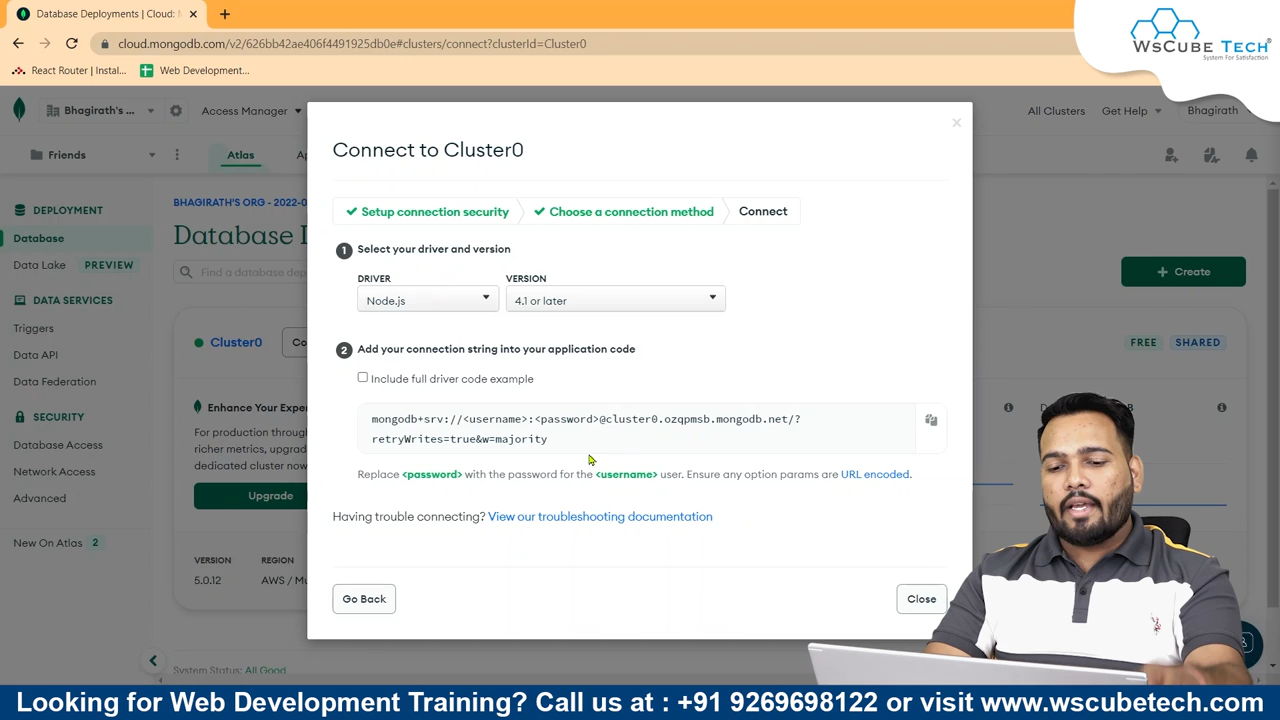 Database Deployments | Cloud: M
WsCube Tech
System For Satisfaction
cloud.mongodb.com/v2/626bb42ae406f4491925db0e#clusters/connect?clusterId=Cluster0
React Router | Instal...
Web Development...
Bhagirath's ...
Access Manager
All Clusters
Get Help
Bhagirath
Friends
Atlas
DEPLOYMENT
Database
Data Lake PREVIEW
DATA SERVICES
Triggers
Data API
Data Federation
SECURITY
Database Access
Network Access
Advanced
New On Atlas 2
BHAGIRATH'S ORG - 2022-0
Database D
Find a database dep
+ Create
Cluster0
FREE SHARED
Enhance Your Exper
For production throug
richer metrics, upgrad
dedicated cluster now
Upgrade
VERSION
5.0.12
REGION
AWS / Mu
System Status: All Good
Connect to Cluster0
Setup connection security
Choose a connection method
Connect
1 Select your driver and version
DRIVER
Node.js
VERSION
4.1 or later
2 Add your connection string into your application code
Include full driver code example
mongodb+srv://<username>:<password>@cluster0.ozqpmsb.mongodb.net/?
retryWrites=true&w=majority
Replace <password> with the password for the <username> user. Ensure any option params are URL encoded.
Having trouble connecting? View our troubleshooting documentation
Go Back
Close
Looking for Web Development Training? Call us at : +91 9269698122 or visit www.wscubetech.com